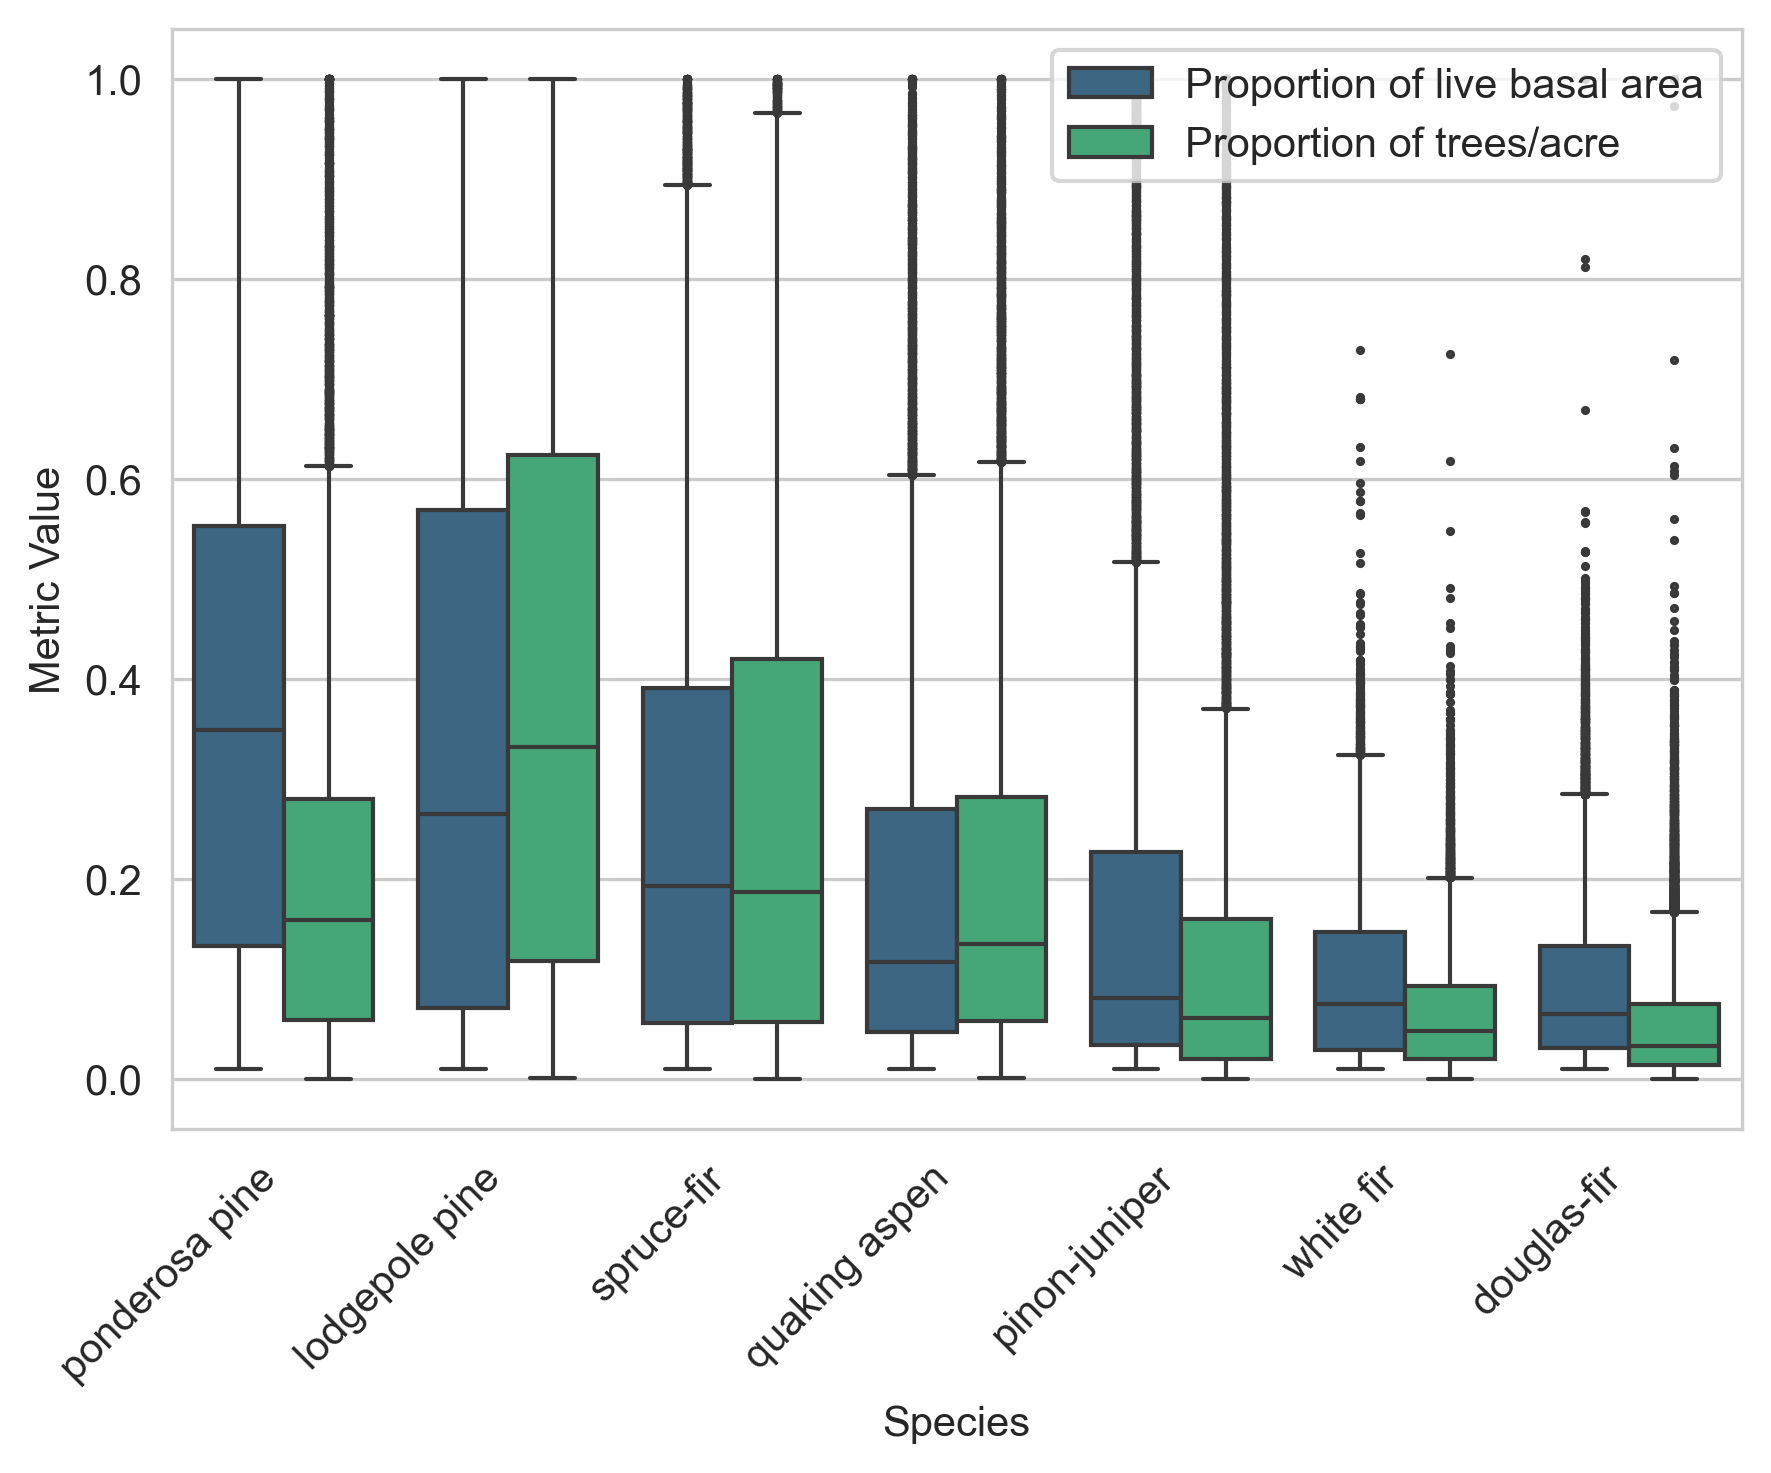 Proportion of live basal area
Proportion of trees/acre
1.0
0.8
0.6
0.4
0.2
0.0
Metric Value
ponderosa pine
lodgepole pine
spruce-fir
quaking aspen
pinon-juniper
white fir
douglas-fir
Species